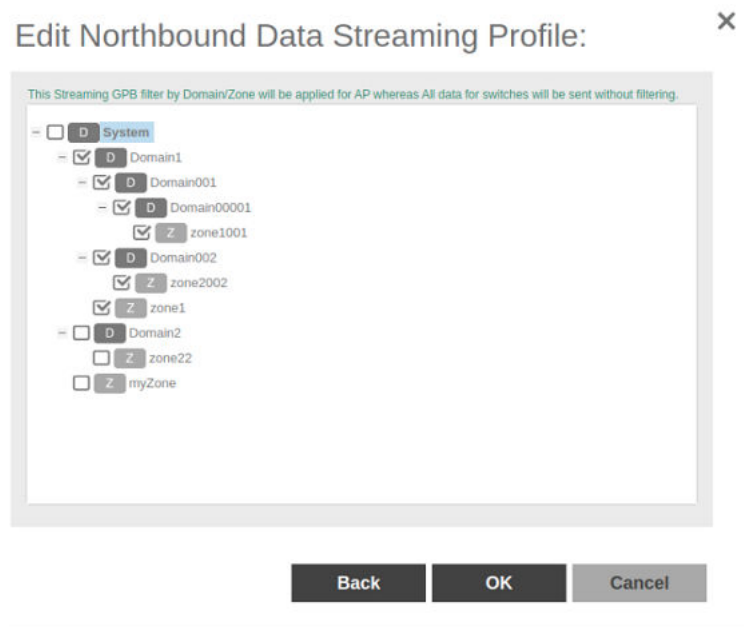 Edit Northbound Data Streaming Profile:
This Streaming GPB filter by Domain/Zone will be applied for AP whereas All data for switches will be sent without filtering.
D System
D Domain1
D Domain001
D Domain00001
Z zone1001
D Domain002
Z zone2002
Z zone1
D Domain2
Z zone22
Z myZone
Back OK Cancel